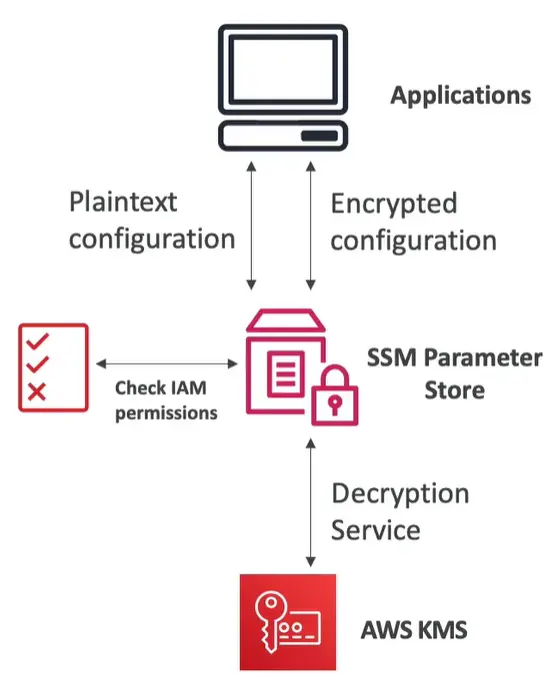 Applications
Plaintext
configuration
Encrypted
configuration
Check IAM
permissions
SSM Parameter
Store
Decryption
Service
AWS KMS